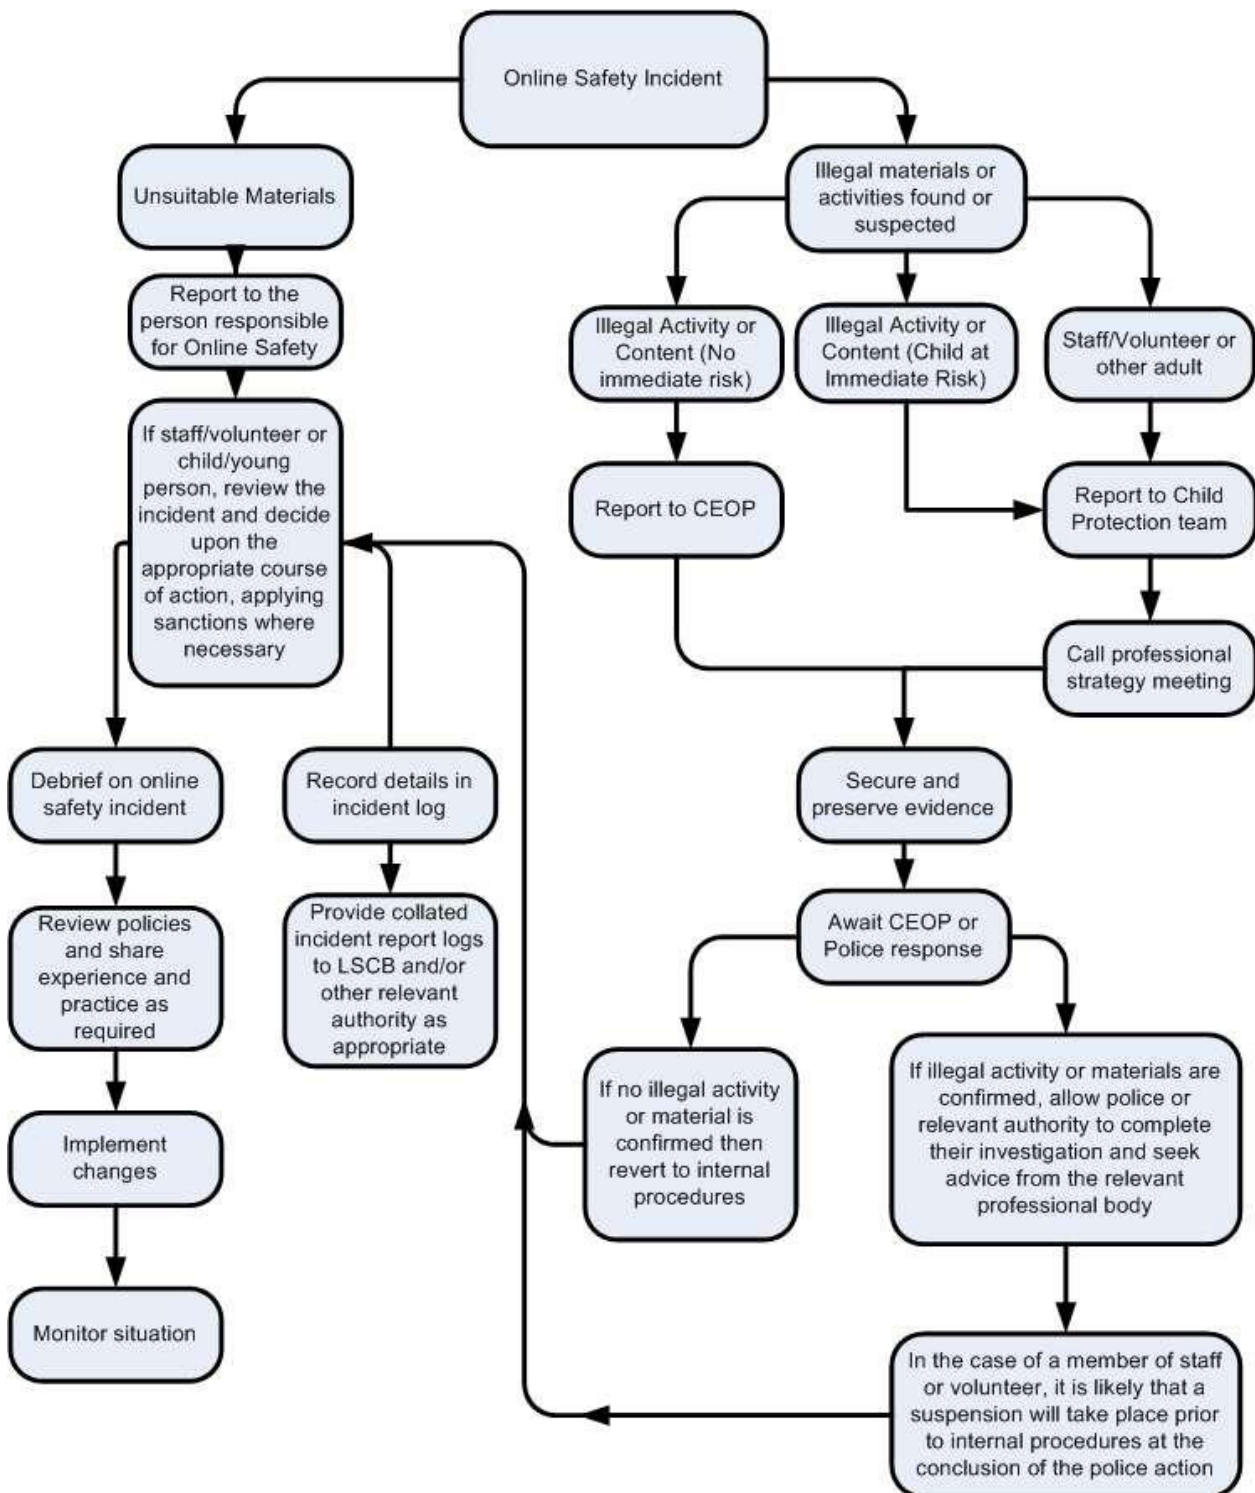 Online Safety Incident
Unsuitable Materials
Illegal materials or
activities found or
suspected
Report to the
person responsible
for Online Safety
Illegal Activity or
Content (No
immediate risk)
Illegal Activity or
Content (Child at
Immediate Risk)
Staff/Volunteer or
other adult
If staff/volunteer or
child/young
person, review the
incident and decide
upon the
appropriate course
of action, applying
sanctions where
necessary
Report to CEOP
Report to Child
Protection team
Call professional
strategy meeting
Debrief on online
safety incident
Record details in
incident log
Secure and
preserve evidence
Review policies
and share
experience and
practice as
required
Provide collated
incident report logs
to LSCB and/or
other relevant
authority as
appropriate
Await CEOP or
Police response
If no illegal activity
or material is
confirmed then
revert to internal
procedures
If illegal activity or materials are
confirmed, allow police or
relevant authority to complete
their investigation and seek
advice from the relevant
professional body
Implement
changes
Monitor situation
In the case of a member of staff
or volunteer, it is likely that a
suspension will take place prior
to internal procedures at the
conclusion of the police action